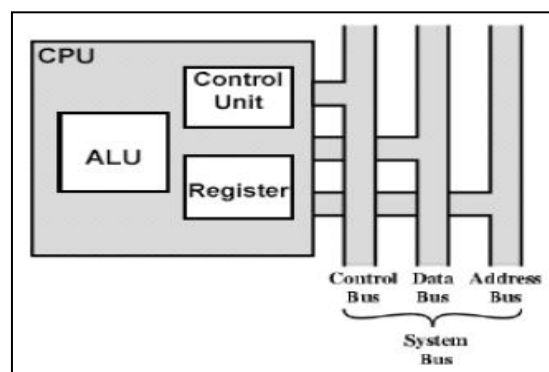 CPU
Control
Unit
ALU
Register
Control Data Address
Bus Bus Bus
System
Bus